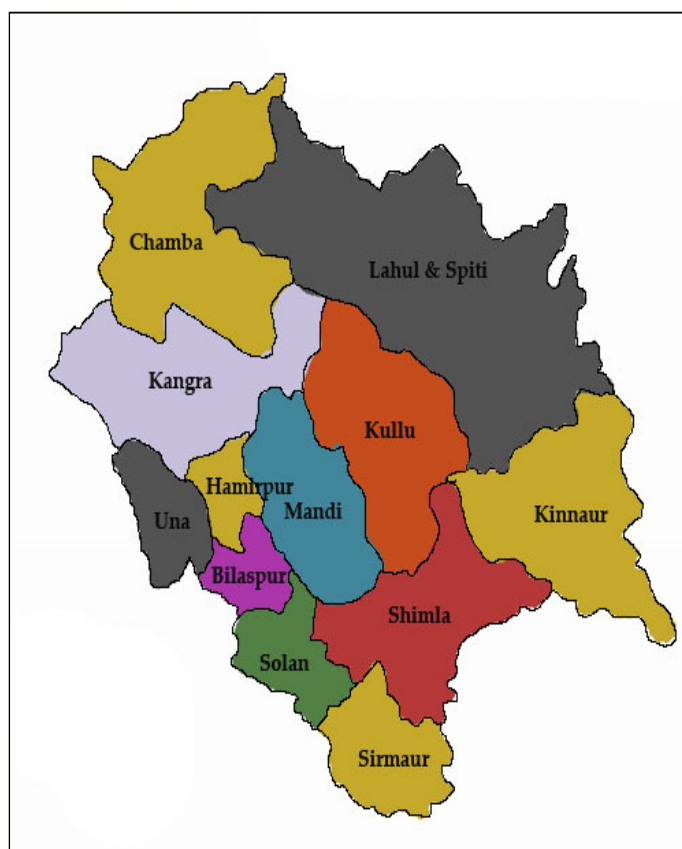 Chamba
Lahul & Spiti
Kangra
Kullu
Hamirpur
Mandi
Kinnaur
Una
Bilaspur
Shimla
Solan
Sirmaur